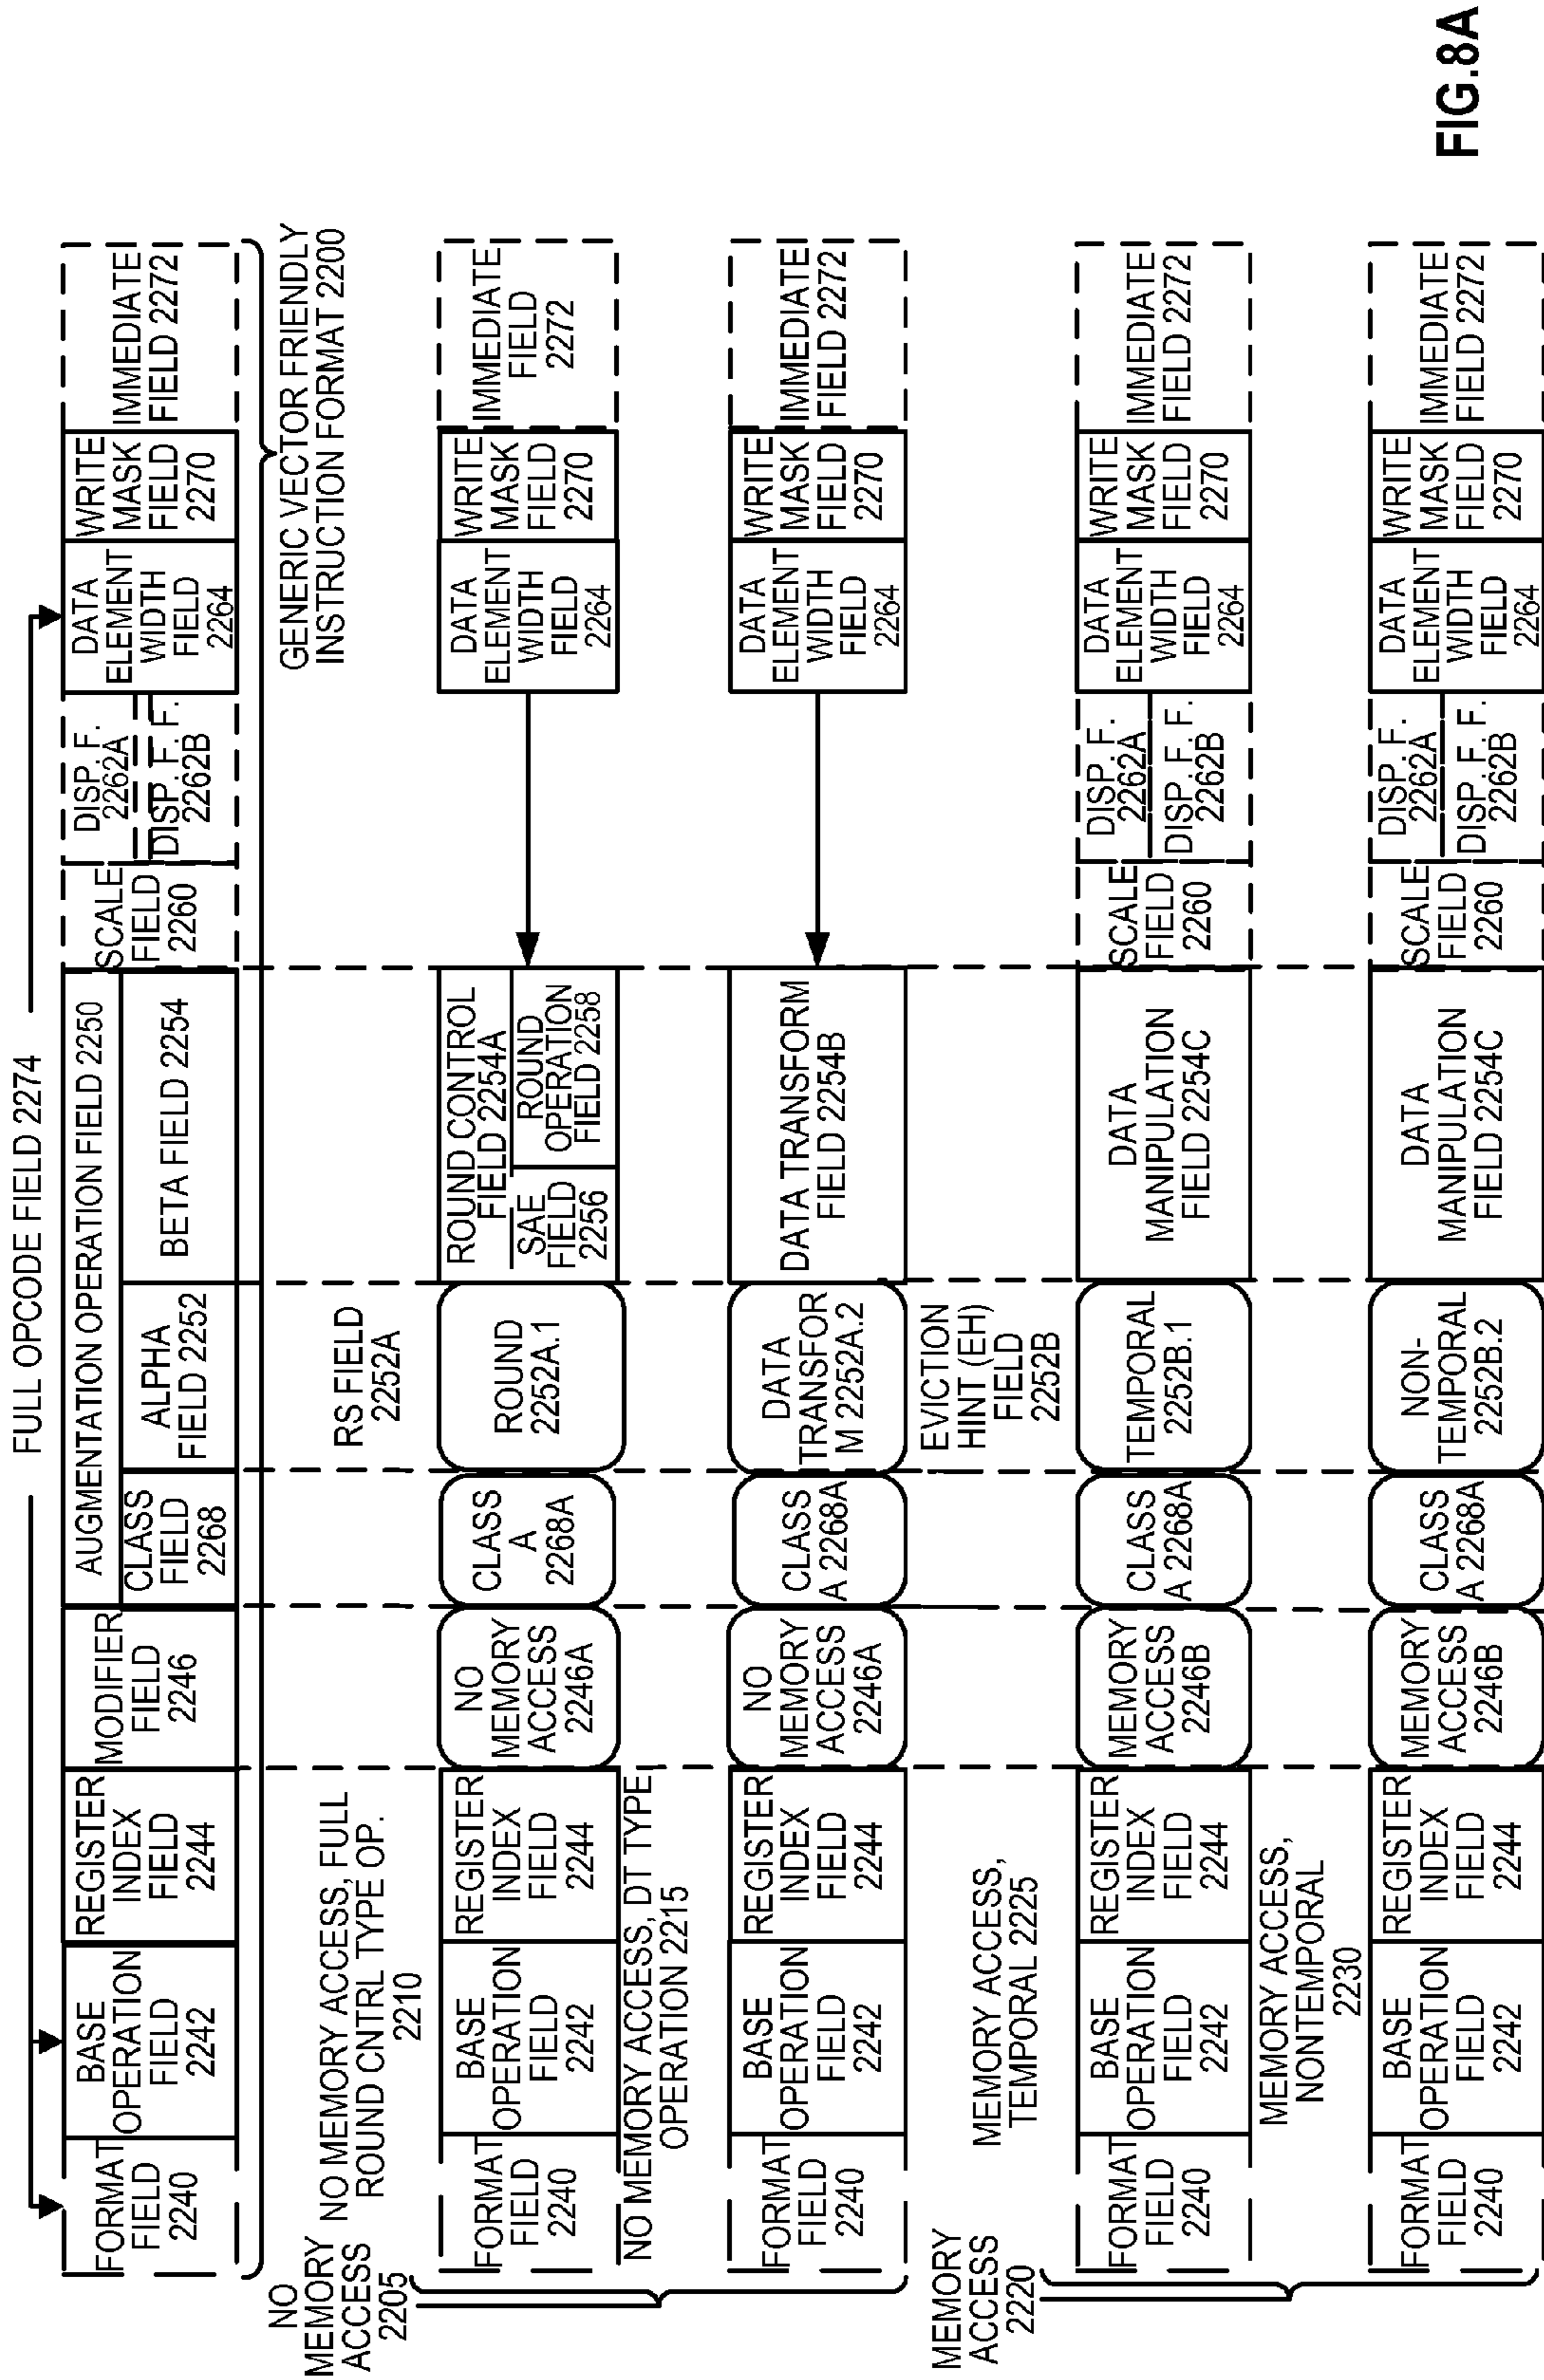 FULL OPCODE FIELD 2274
FORMAT
FIELD
2240
BASE
OPERATION
FIELD
2242
REGISTER
INDEX
FIELD
2244
MODIFIER
FIELD
2246
AUGMENTATION OPERATION FIELD 2250
CLASS
FIELD
2268
ALPHA
FIELD 2252
BETA FIELD 2254
SCALE
FIELD
2260
DISP. F.
2262A
DISP. F. F.
2262B
DATA
ELEMENT
WIDTH
FIELD
2264
WRITE
MASK
FIELD
2270
IMMEDIATE
FIELD 2272
GENERIC VECTOR FRIENDLY
INSTRUCTION FORMAT 2200
NO
MEMORY
ACCESS
2205
NO MEMORY ACCESS, FULL
ROUND CNTRL TYPE OP.
2210
RS FIELD
2252A
FORMAT
FIELD
2240
BASE
OPERATION
FIELD
2242
REGISTER
INDEX
FIELD
2244
NO
MEMORY
ACCESS
2246A
CLASS
A
2268A
ROUND
2252A.1
ROUND CONTROL
FIELD 2254A
SAE
FIELD
2256
ROUND
OPERATION
FIELD 2258
DATA
ELEMENT
WIDTH
FIELD
2264
WRITE
MASK
FIELD
2270
IMMEDIATE
FIELD
2272
NO MEMORY ACCESS, DT TYPE
OPERATION 2215
FORMAT
FIELD
2240
BASE
OPERATION
FIELD
2242
REGISTER
INDEX
FIELD
2244
NO
MEMORY
ACCESS
2246A
CLASS
A 2268A
DATA
TRANSFOR
M 2252A.2
DATA TRANSFORM
FIELD 2254B
DATA
ELEMENT
WIDTH
FIELD
2264
WRITE
MASK
FIELD
2270
IMMEDIATE
FIELD 2272
MEMORY
ACCESS
2220
MEMORY ACCESS,
TEMPORAL 2225
EVICTION
HINT (EH)
FIELD
2252B
FORMAT
FIELD
2240
BASE
OPERATION
FIELD
2242
REGISTER
INDEX
FIELD
2244
MEMORY
ACCESS
2246B
CLASS
A 2268A
TEMPORAL
2252B.1
DATA
MANIPULATION
FIELD 2254C
SCALE
FIELD
2260
DISP. F.
2262A
DISP. F. F.
2262B
DATA
ELEMENT
WIDTH
FIELD
2264
WRITE
MASK
FIELD
2270
IMMEDIATE
FIELD 2272
MEMORY ACCESS,
NONTEMPORAL
2230
FORMAT
FIELD
2240
BASE
OPERATION
FIELD
2242
REGISTER
INDEX
FIELD
2244
MEMORY
ACCESS
2246B
CLASS
A 2268A
NON-
TEMPORAL
2252B.2
DATA
MANIPULATION
FIELD 2254C
SCALE
FIELD
2260
DISP. F.
2262A
DISP. F. F.
2262B
DATA
ELEMENT
WIDTH
FIELD
2264
WRITE
MASK
FIELD
2270
IMMEDIATE
FIELD 2272
FIG.8A